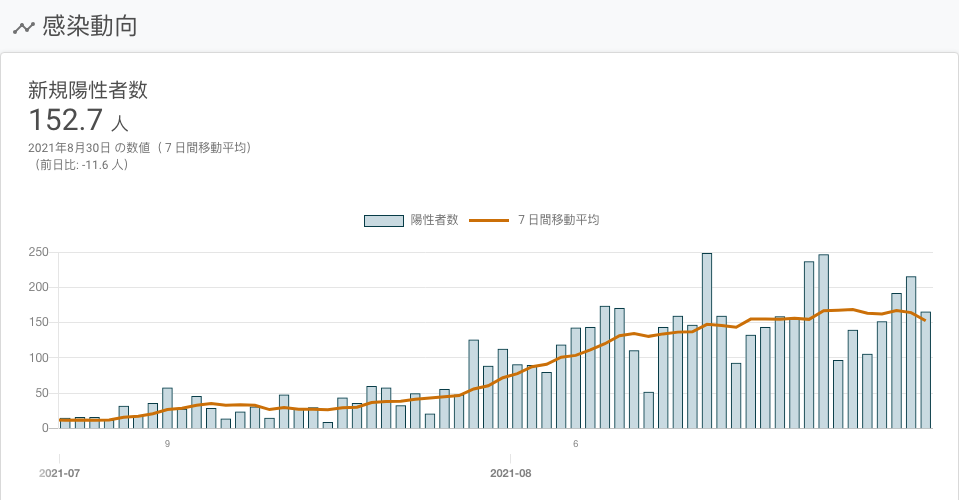 感染動向
新規陽性者数
152.7 人
2021年8月30日 の数値（７日間移動平均）
（前日比: -11.6 人）
陽性者数 ７日間移動平均
250
200
150
100
50
0
9 6
2021-07 2021-08